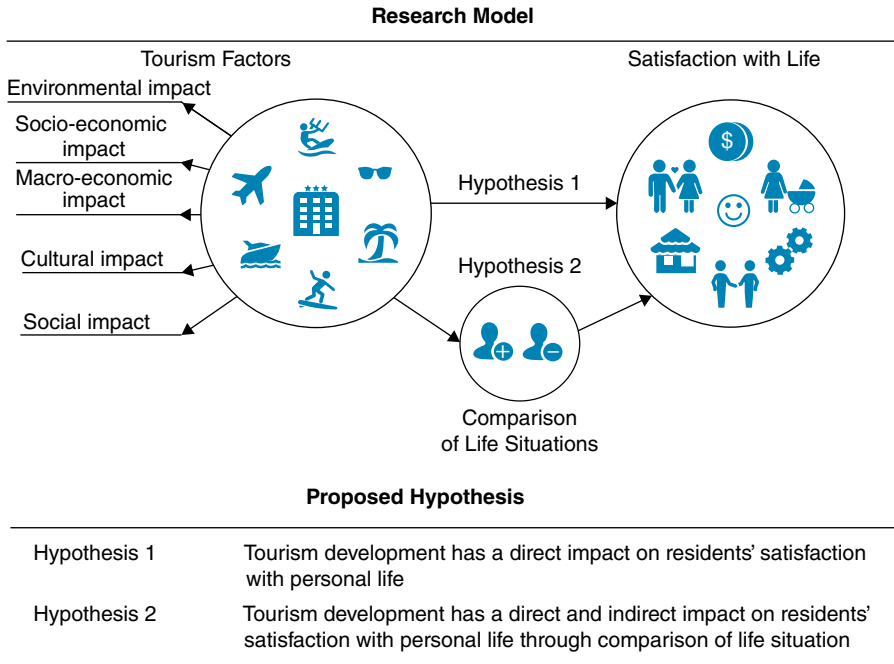 Research Model
Tourism Factors
Satisfaction with Life
Environmental impact
Socio-economic
impact
Macro-economic
impact
Cultural impact
Social impact
Hypothesis 1
Hypothesis 2
$
Comparison
of Life Situations
Proposed Hypothesis
Hypothesis 1
Tourism development has a direct impact on residents' satisfaction
with personal life
Hypothesis 2
Tourism development has a direct and indirect impact on residents'
satisfaction with personal life through comparison of life situation